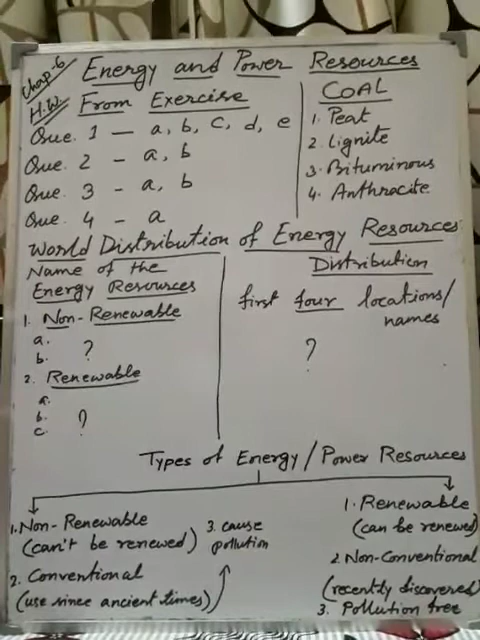 Chap-6
Energy and Power Resources
H.W. From Exercise
Que. 1 - a, b, c, d, e
Que. 2 - a, b
Que. 3 - a, b
Que. 4 - a
COAL
1. Peat
2. Lignite
3. Bituminous
4. Anthracite
World Distribution of Energy Resources
Name of the
Energy Resources
1. Non-Renewable
a.
b. ?
2. Renewable
a.
b. ?
c.
Distribution
first four locations/
names
?
Types of Energy/Power Resources
1. Non-Renewable
(can't be renewed)
2. Conventional
(use since ancient times)
3. cause
pollution
1. Renewable
(can be renewed)
2. Non-Conventional
(recently discovered)
3. Pollution free